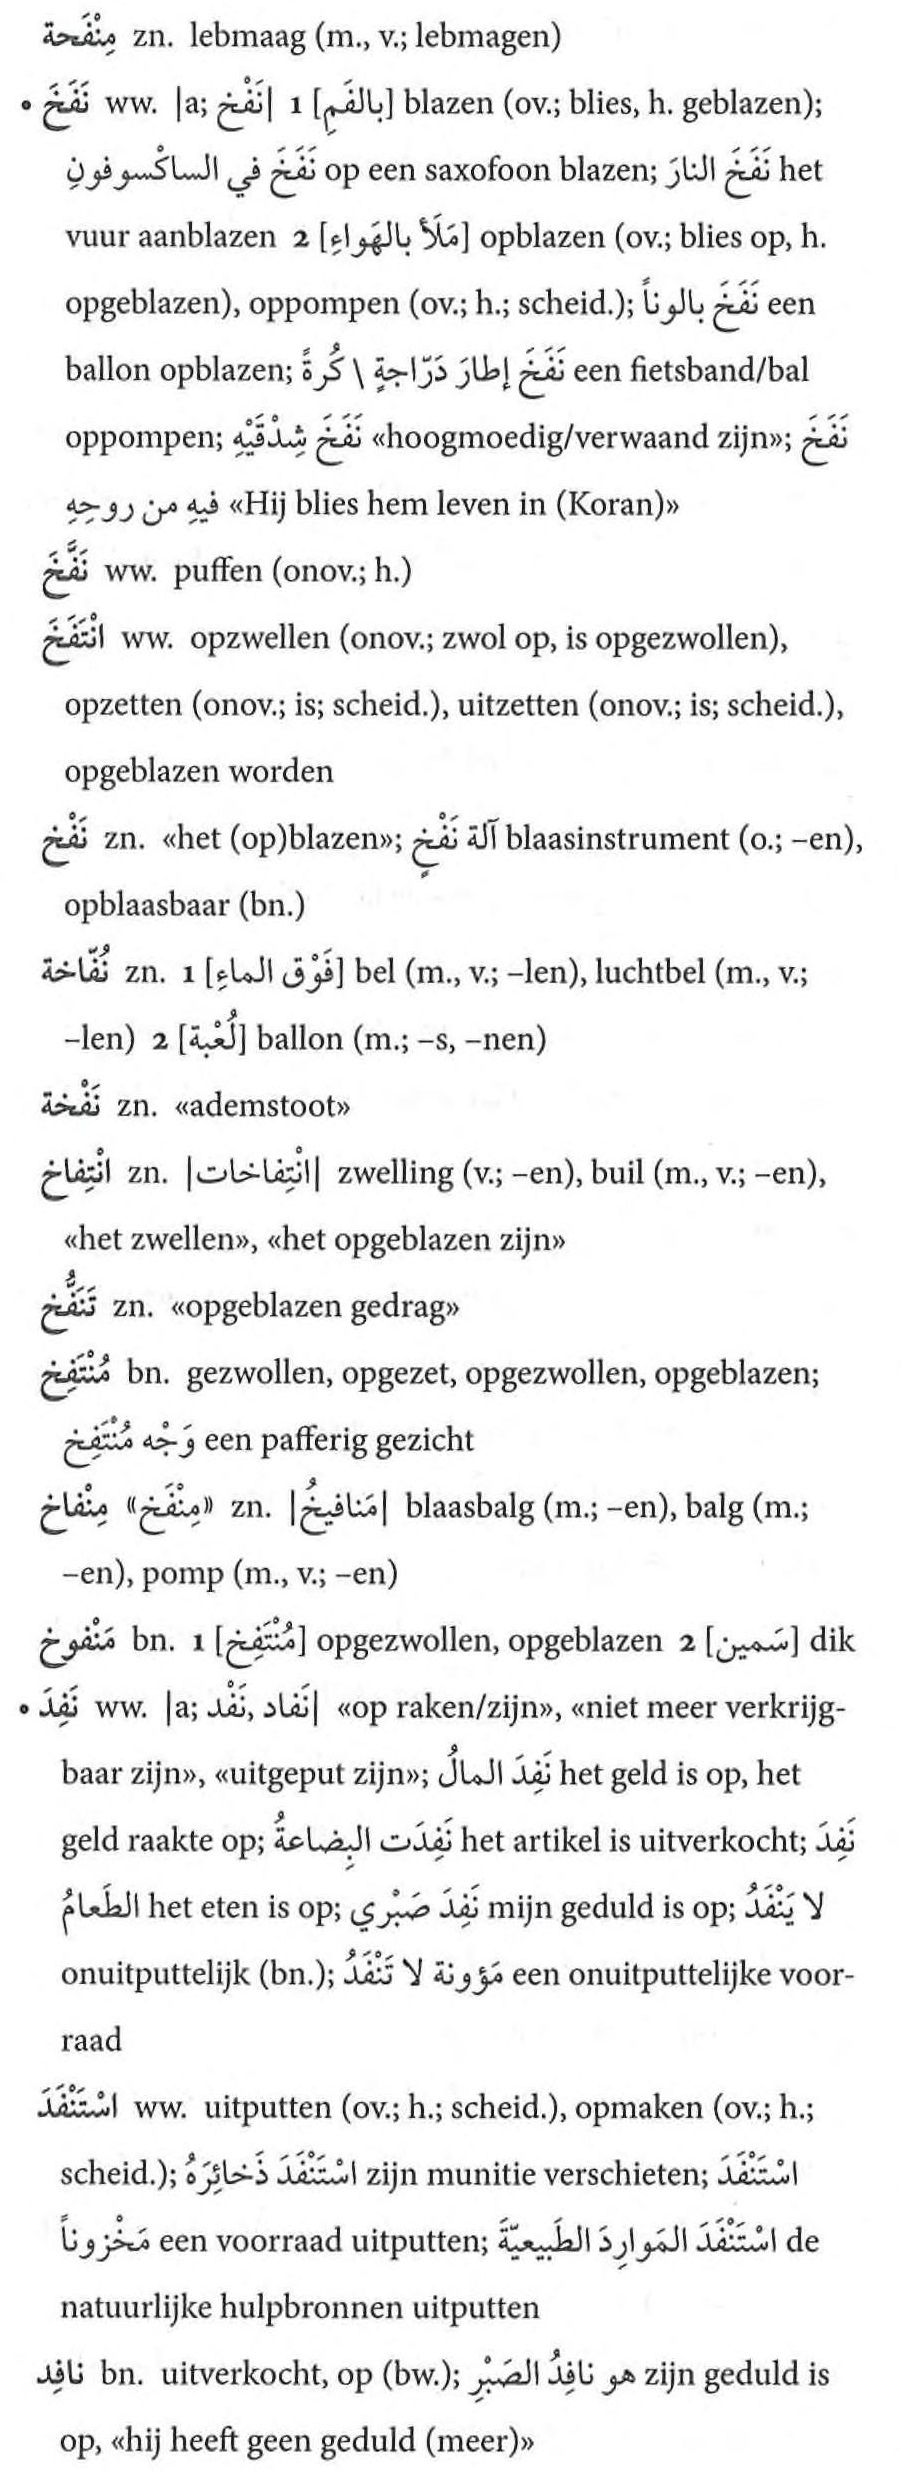 مِنْفَحة zn. lebmaag (m., v.; lebmagen)
• نَفَخَ ww. |a; نَفْخ| 1 [بالفَمِ] blazen (ov.; blies, h. geblazen);
نَفَخَ في الساكْسوفونِ op een saxofoon blazen; نَفَخَ النارَ het
vuur aanblazen 2 [مَلَأَ بالهَواءِ] opblazen (ov.; blies op, h.
opgeblazen), oppompen (ov.; h.; scheid.); نَفَخَ بالوناً een
ballon opblazen; نَفَخَ إطارَ دَرّاجةٍ \ كُرةً een fietsband/bal
oppompen; نَفَخَ شِدْقَيْهِ «hoogmoedig/verwaand zijn»; نَفَخَ
فيهِ من روحِهِ «Hij blies hem leven in (Koran)»
نَفَّخَ ww. puffen (onov.; h.)
انْتَفَخَ ww. opzwellen (onov.; zwol op, is opgezwollen),
opzetten (onov.; is; scheid.), uitzetten (onov.; is; scheid.),
opgeblazen worden
نَفْخ zn. «het (op)blazen»; آلة نَفْخٍ blaasinstrument (o.; –en),
opblaasbaar (bn.)
نُفّاخة zn. 1 [فَوْق الماءِ] bel (m., v.; –len), luchtbel (m., v.;
–len) 2 [لُعْبة] ballon (m.; –s, –nen)
نَفْخة zn. «ademstoot»
انْتِفاخ zn. |انْتِفاخات| zwelling (v.; –en), buil (m., v.; –en),
«het zwellen», «het opgeblazen zijn»
تَنَفُّخ zn. «opgeblazen gedrag»
مُنْتَفِخ bn. gezwollen, opgezet, opgezwollen, opgeblazen;
وَجْه مُنْتَفِخ een pafferig gezicht
مِنْفاخ «مِنْفَخ» zn. |مَنافيخُ| blaasbalg (m.; –en), balg (m.;
–en), pomp (m., v.; –en)
مَنْفوخ bn. 1 [مُنْتَفِخ] opgezwollen, opgeblazen 2 [سَمين] dik
• نَفِدَ ww. |a; نَفاد ,نَفْد| «op raken/zijn», «niet meer verkrijg-
baar zijn», «uitgeput zijn»; نَفِدَ المالُ het geld is op, het
geld raakte op; نَفِدَت البِضاعةُ het artikel is uitverkocht; نَفِدَ
الطَعامُ het eten is op; نَفِدَ صَبْري mijn geduld is op; لا يَنْفَدُ
onuitputtelijk (bn.); مَؤونة لا تَنْفَدُ een onuitputtelijke voor-
raad
اسْتَنْفَدَ ww. uitputten (ov.; h.; scheid.), opmaken (ov.; h.;
scheid.); اسْتَنْفَدَ ذَخائِرَهُ zijn munitie verschieten; اسْتَنْفَدَ
مَخْزوناً een voorraad uitputten; اسْتَنْفَدَ المَوارِدَ الطَبيعيّةَ de
natuurlijke hulpbronnen uitputten
نافِد bn. uitverkocht, op (bw.); هو نافِدُ الصَبْرِ zijn geduld is
op, «hij heeft geen geduld (meer)»